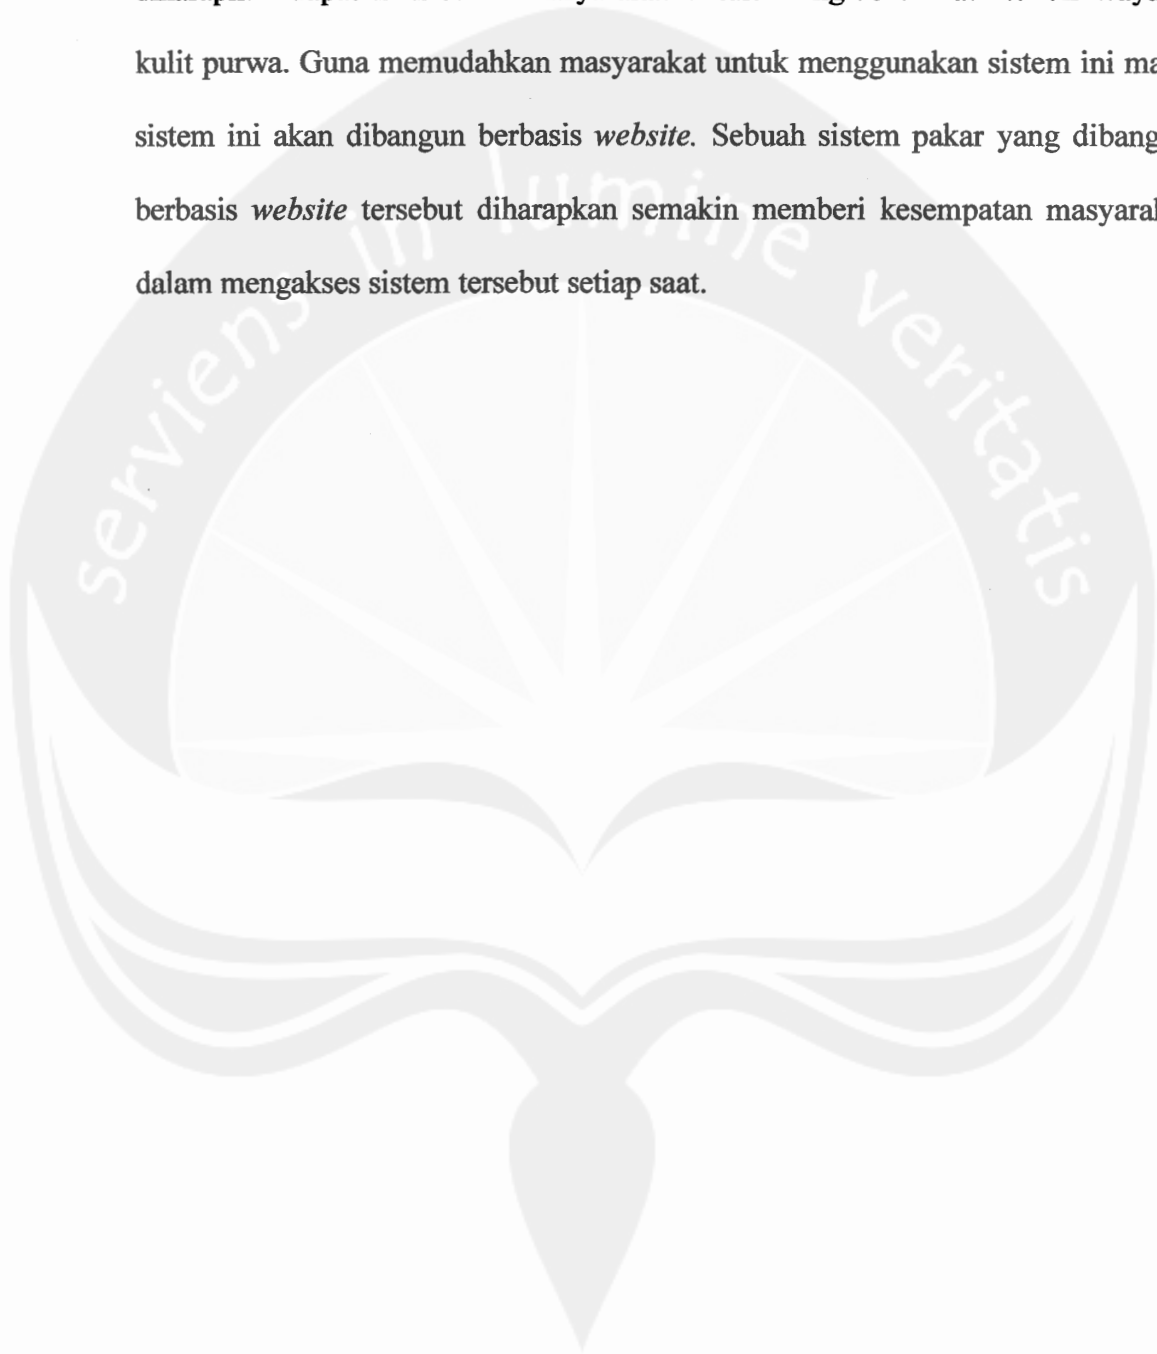 kulit purwa. Guna memudahkan masyarakat untuk menggunakan sistem ini ma
sistem ini akan dibangun berbasis website. Sebuah sistem pakar yang dibang
berbasis website tersebut diharapkan semakin memberi kesempatan masyaral
dalam mengakses sistem tersebut setiap saat.
serviens in lumine veritatis